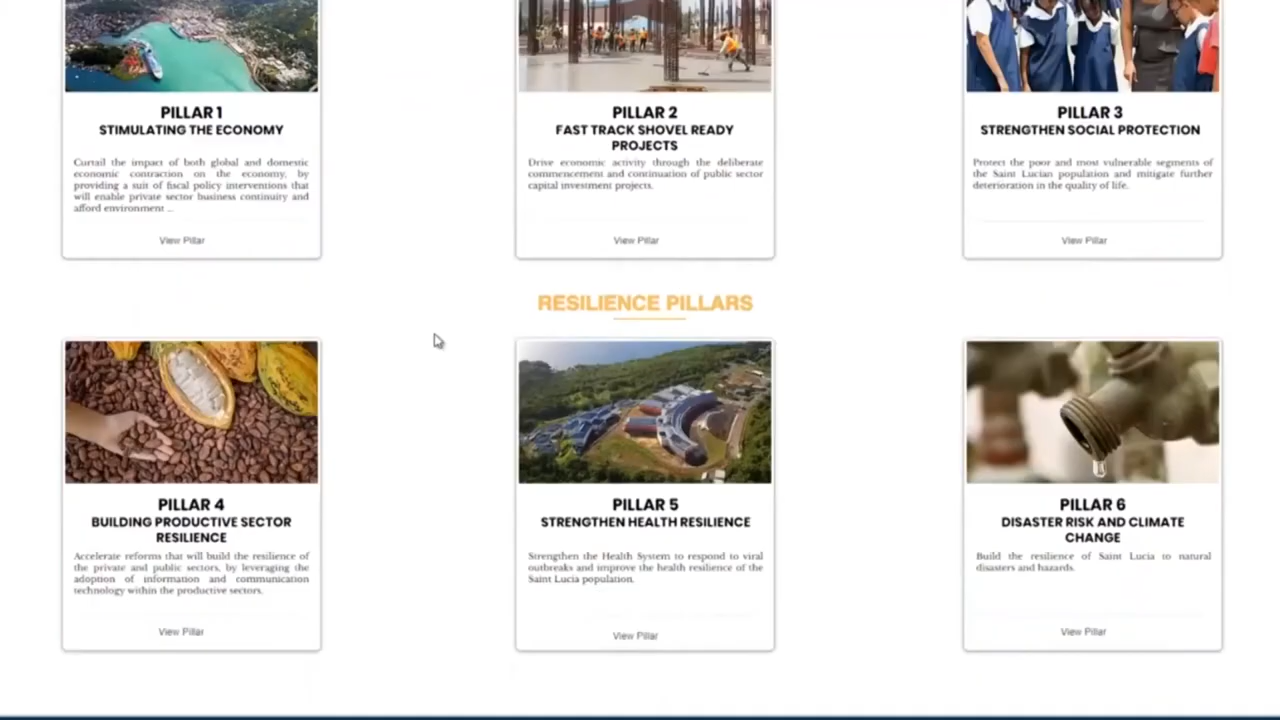 PILLAR 1
STIMULATING THE ECONOMY
Curtail the impact of both global and domestic
economic contraction on the economy, by
providing a suit of fiscal policy interventions that
will enable private sector business continuity and
afford environment ...
View Pillar
PILLAR 2
FAST TRACK SHOVEL READY
PROJECTS
Drive economic activity through the deliberate
commencement and continuation of public sector
capital investment projects.
View Pillar
PILLAR 3
STRENGTHEN SOCIAL PROTECTION
Protect the poor and most vulnerable segments of
the Saint Lucian population and mitigate further
deterioration in the quality of life.
View Pillar
RESILIENCE PILLARS
PILLAR 4
BUILDING PRODUCTIVE SECTOR
RESILIENCE
Accelerate reforms that will build the resilience of
the private and public sectors, by leveraging the
adoption of information and communication
technology within the productive sectors.
View Pillar
PILLAR 5
STRENGTHEN HEALTH RESILIENCE
Strengthen the Health System to respond to viral
outbreaks and improve the health resilience of the
Saint Lucia population.
View Pillar
PILLAR 6
DISASTER RISK AND CLIMATE
CHANGE
Build the resilience of Saint Lucia to natural
disasters and hazards.
View Pillar